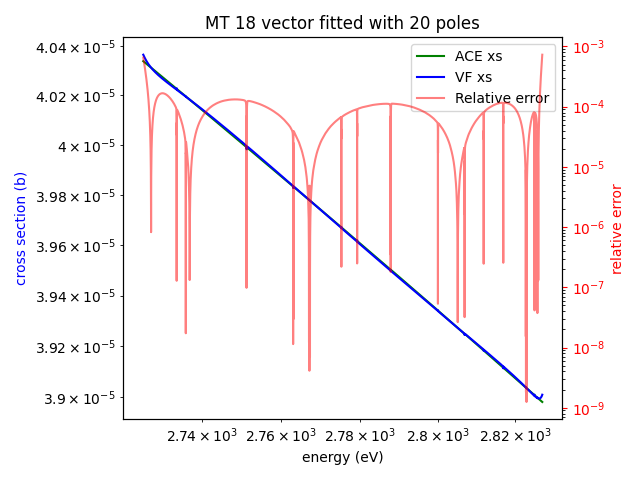 MT 18 vector fitted with 20 poles
4.04 × 10⁻⁵
4.02 × 10⁻⁵
4 × 10⁻⁵
3.98 × 10⁻⁵
3.96 × 10⁻⁵
3.94 × 10⁻⁵
3.92 × 10⁻⁵
3.9 × 10⁻⁵
cross section (b)
ACE xs
VF xs
Relative error
10⁻³
10⁻⁴
10⁻⁵
10⁻⁶
10⁻⁷
10⁻⁸
10⁻⁹
relative error
2.74 × 10³ 2.76 × 10³ 2.78 × 10³ 2.8 × 10³ 2.82 × 10³
energy (eV)